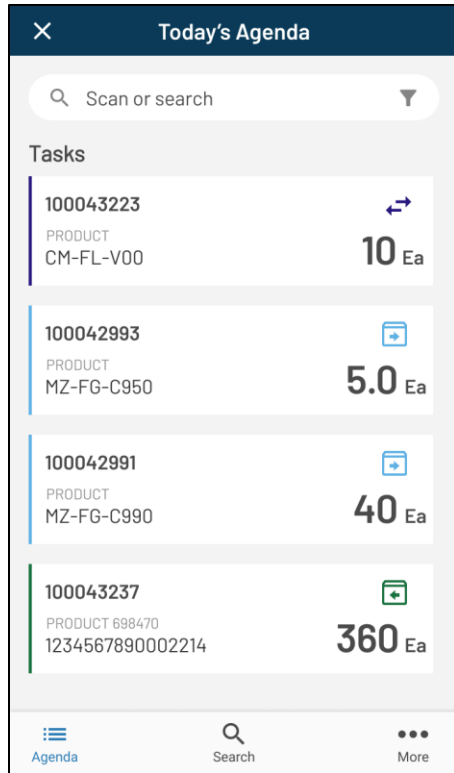 Today's Agenda
Scan or search
Tasks
100043223
PRODUCT
CM-FL-V00
10 Ea
100042993
PRODUCT
MZ-FG-C950
5.0 Ea
100042991
PRODUCT
MZ-FG-C990
40 Ea
100043237
PRODUCT 698470
1234567890002214
360 Ea
Agenda
Search
More